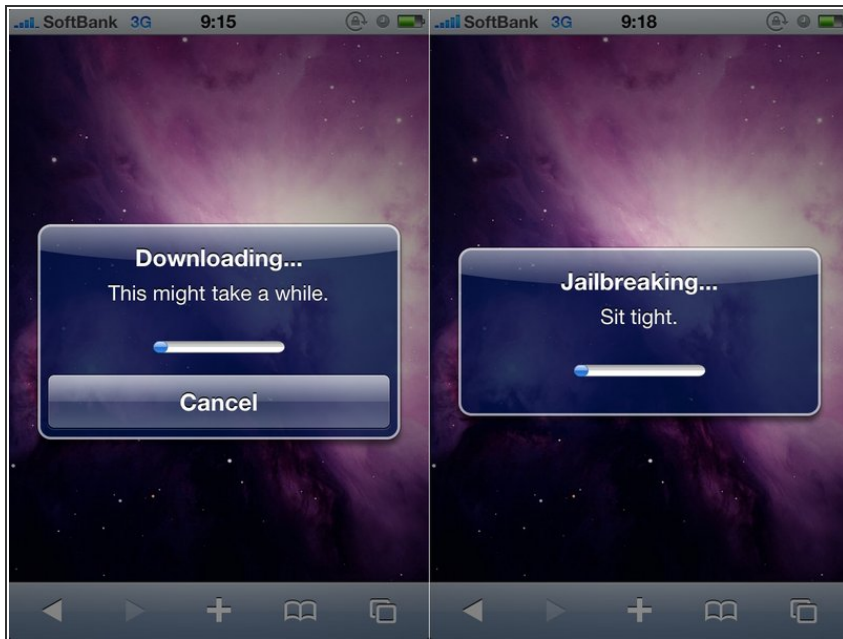 SoftBank 3G 9:15
Downloading...
This might take a while.
Cancel
SoftBank 3G 9:18
Jailbreaking...
Sit tight.